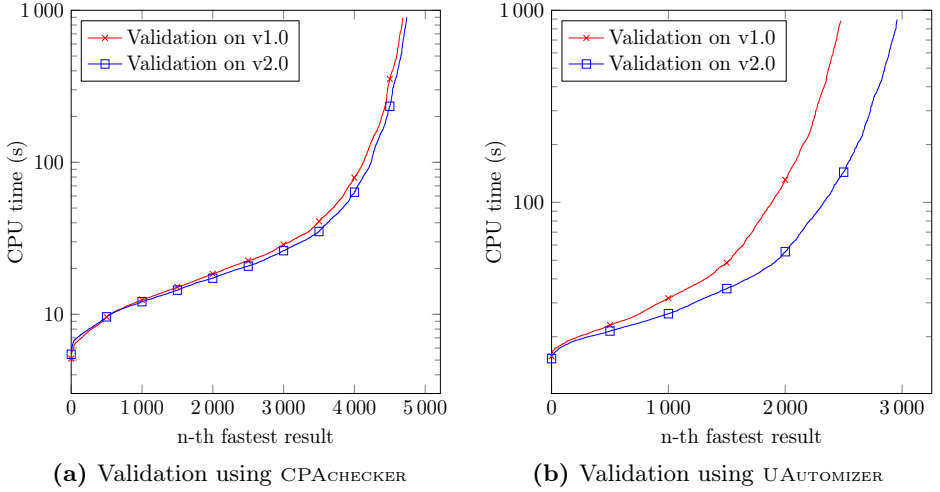 1 000
100
10
0
1 000
2 000
3 000
4 000
5 000
n-th fastest result
CPU time (s)
Validation on v1.0
Validation on v2.0
(a) Validation using CPACHECKER
1 000
100
0
1 000
2 000
3 000
n-th fastest result
CPU time (s)
Validation on v1.0
Validation on v2.0
(b) Validation using UAUTOMIZER